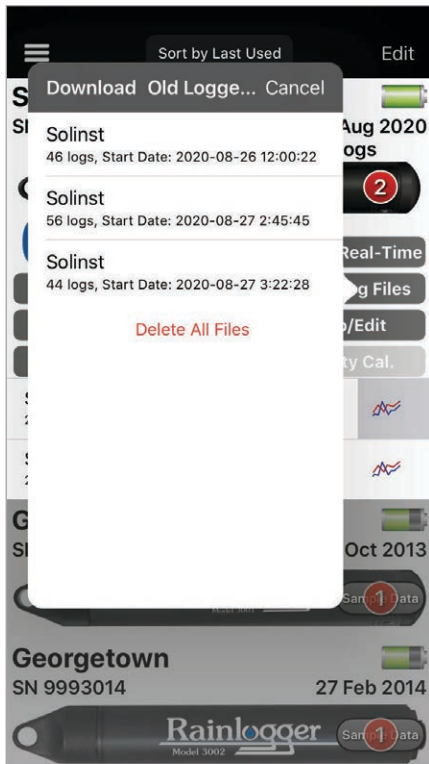 Sort by Last Used Edit
Download Old Logge... Cancel
S
Aug 2020
ogs
Solinst
46 logs, Start Date: 2020-08-26 12:00:22
2
Solinst
56 logs, Start Date: 2020-08-27 2:45:45
Real-Time
Solinst
44 logs, Start Date: 2020-08-27 3:22:28
g Files
Delete All Files
/Edit
ty Cal.
G
Oct 2013
1
Georgetown
SN 9993014 27 Feb 2014
Rainlogger
Model 3002
1